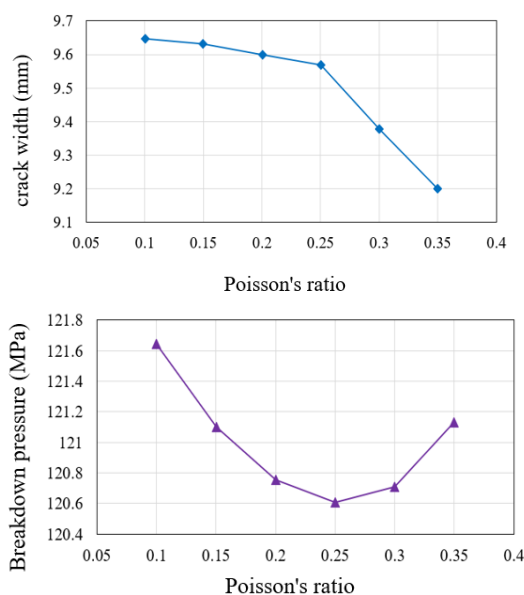 9.7
9.6
9.5
9.4
9.3
9.2
9.1
crack width (mm)
0.05 0.1 0.15 0.2 0.25 0.3 0.35 0.4
Poisson's ratio
121.8
121.6
121.4
121.2
121
120.8
120.6
120.4
Breakdown pressure (MPa)
0.05 0.1 0.15 0.2 0.25 0.3 0.35 0.4
Poisson's ratio